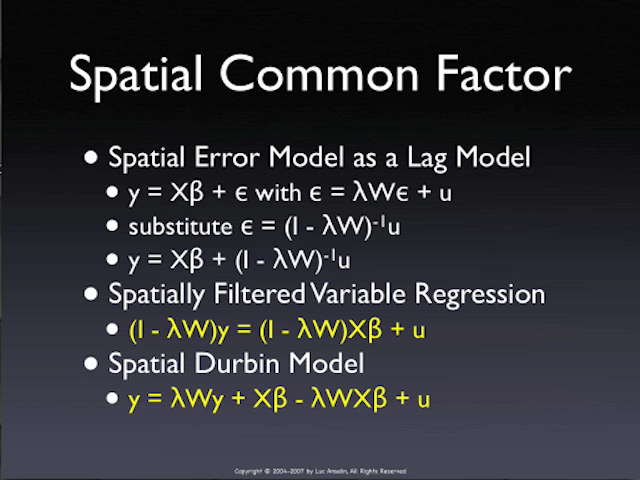 Spatial Common Factor
• Spatial Error Model as a Lag Model
• y = Xβ + ϵ with ϵ = λWϵ + u
• substitute ϵ = (I - λW)⁻¹u
• y = Xβ + (I - λW)⁻¹u
• Spatially Filtered Variable Regression
• (I - λW)y = (I - λW)Xβ + u
• Spatial Durbin Model
• y = λWy + Xβ - λWXβ + u
Copyright © 2004-2007 by Luc Anselin, All Rights Reserved